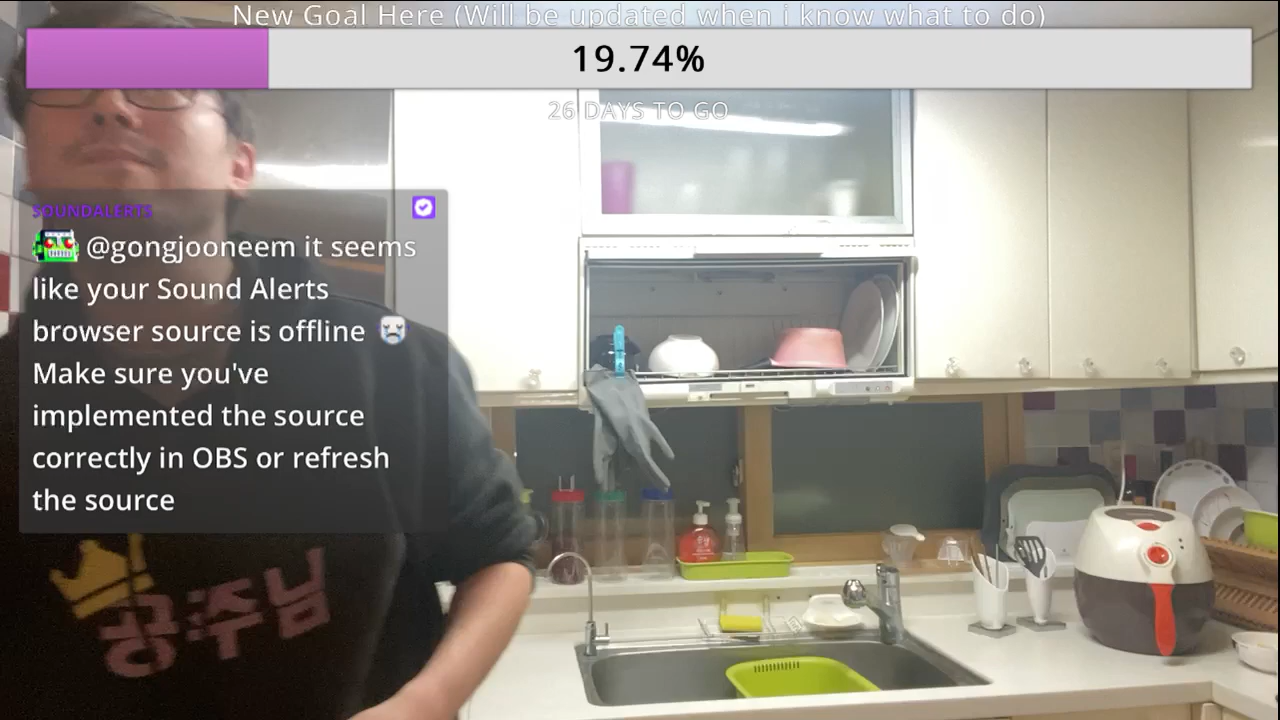 New Goal Here (Will be updated when i know what to do)
19.74%
26 DAYS TO GO
SOUNDALERTS
@gongjooneem it seems
like your Sound Alerts
browser source is offline
Make sure you've
implemented the source
correctly in OBS or refresh
the source
공주님